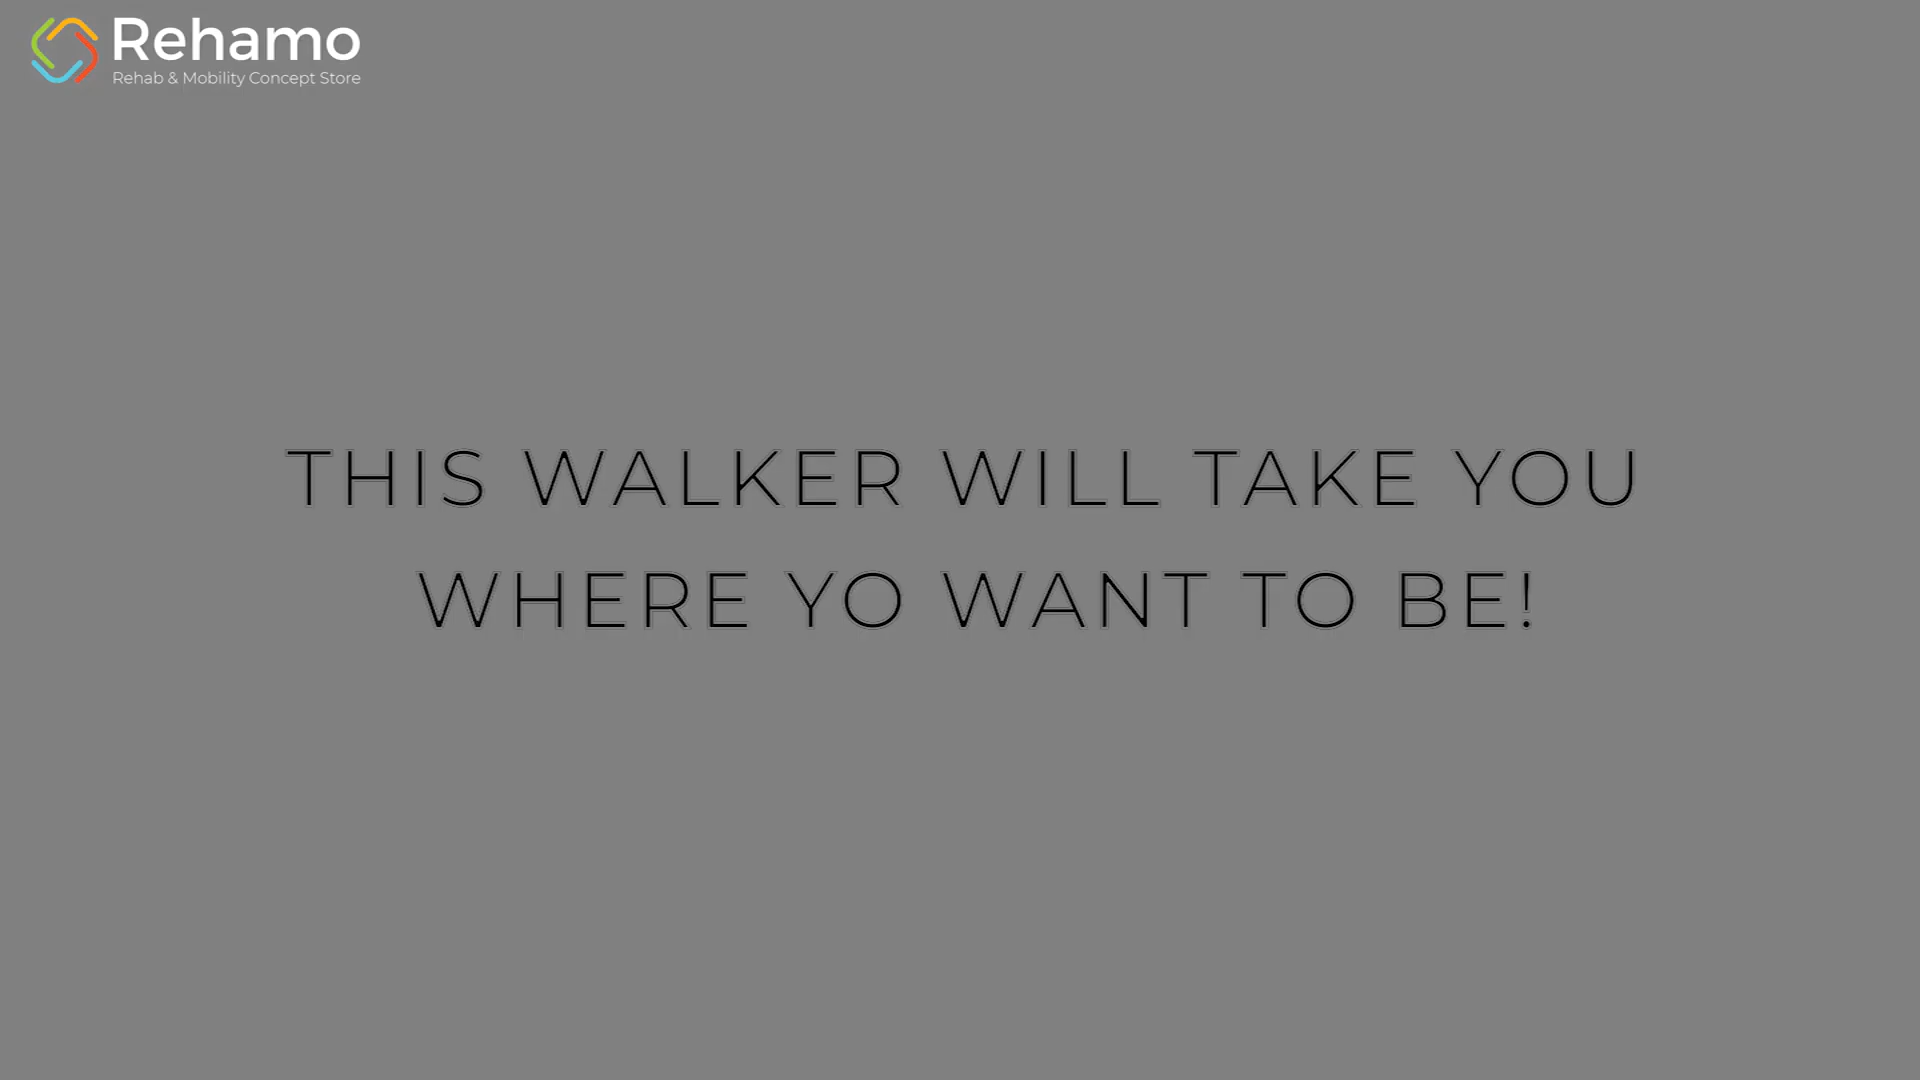 Rehamo
Rehab & Mobility Concept Store
THIS WALKER WILL TAKE YOU
WHERE YO WANT TO BE!